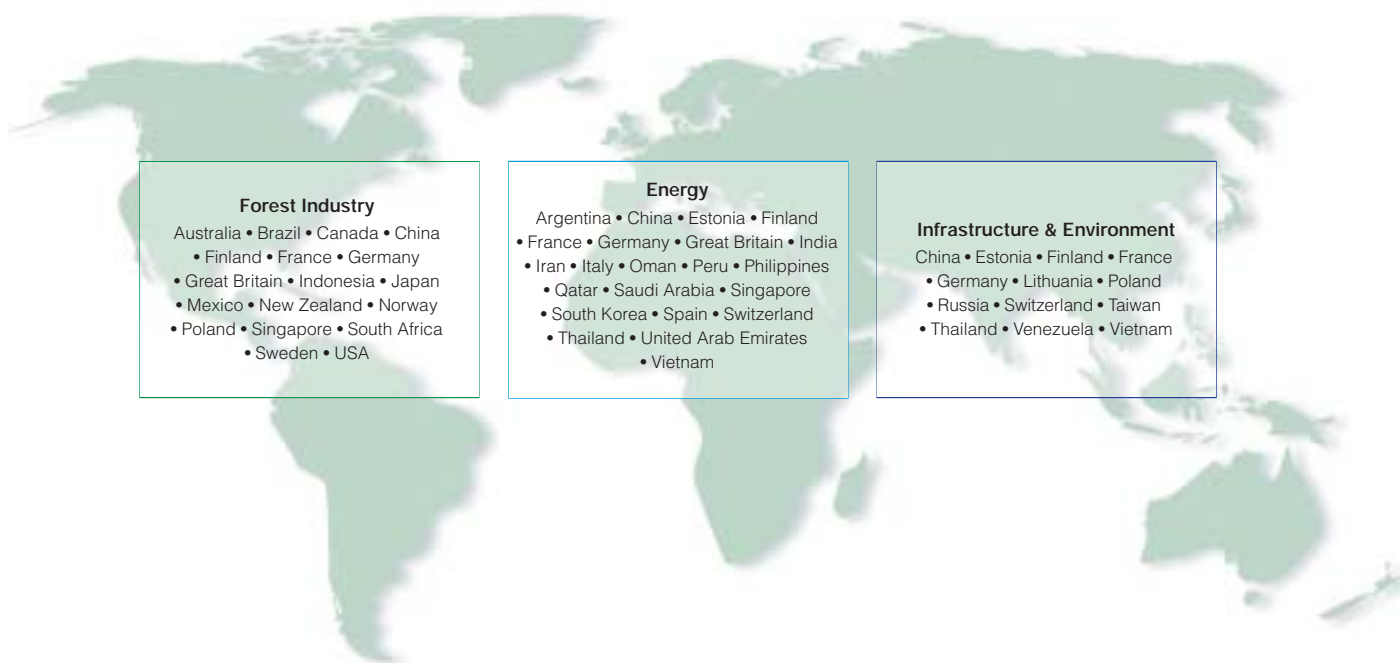 Forest Industry
Australia • Brazil • Canada • China
• Finland • France • Germany
• Great Britain • Indonesia • Japan
• Mexico • New Zealand • Norway
• Poland • Singapore • South Africa
• Sweden • USA
Energy
Argentina • China • Estonia • Finland
• France • Germany • Great Britain • India
• Iran • Italy • Oman • Peru • Philippines
• Qatar • Saudi Arabia • Singapore
• South Korea • Spain • Switzerland
• Thailand • United Arab Emirates
• Vietnam
Infrastructure & Environment
China • Estonia • Finland • France
• Germany • Lithuania • Poland
• Russia • Switzerland • Taiwan
• Thailand • Venezuela • Vietnam